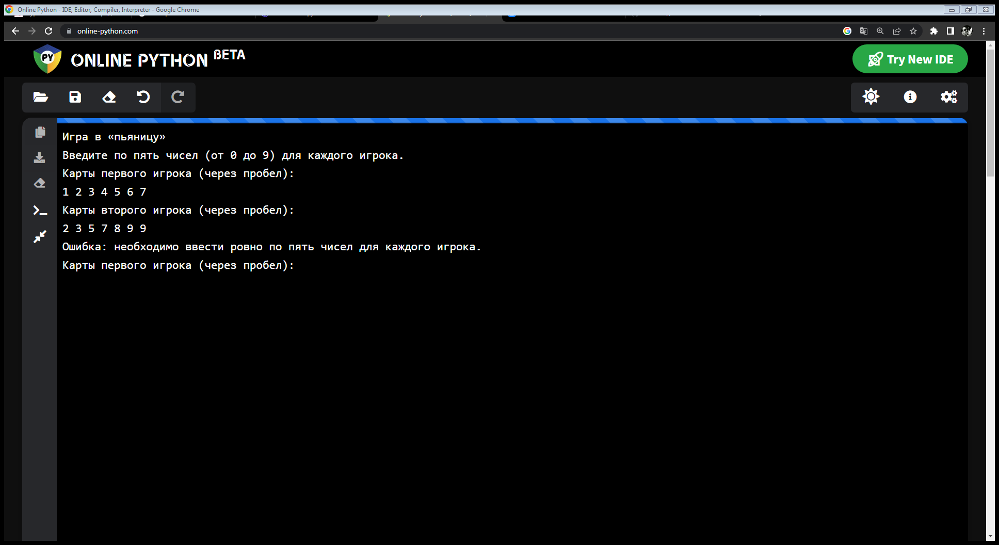 Online Python - IDE, Editor, Compiler, Interpreter - Google Chrome
online-python.com
PY
ONLINE PYTHON BETA
Try New IDE
Игра в «пьяницу»
Введите по пять чисел (от 0 до 9) для каждого игрока.
Карты первого игрока (через пробел):
1 2 3 4 5 6 7
Карты второго игрока (через пробел):
2 3 5 7 8 9 9
Ошибка: необходимо ввести ровно по пять чисел для каждого игрока.
Карты первого игрока (через пробел):